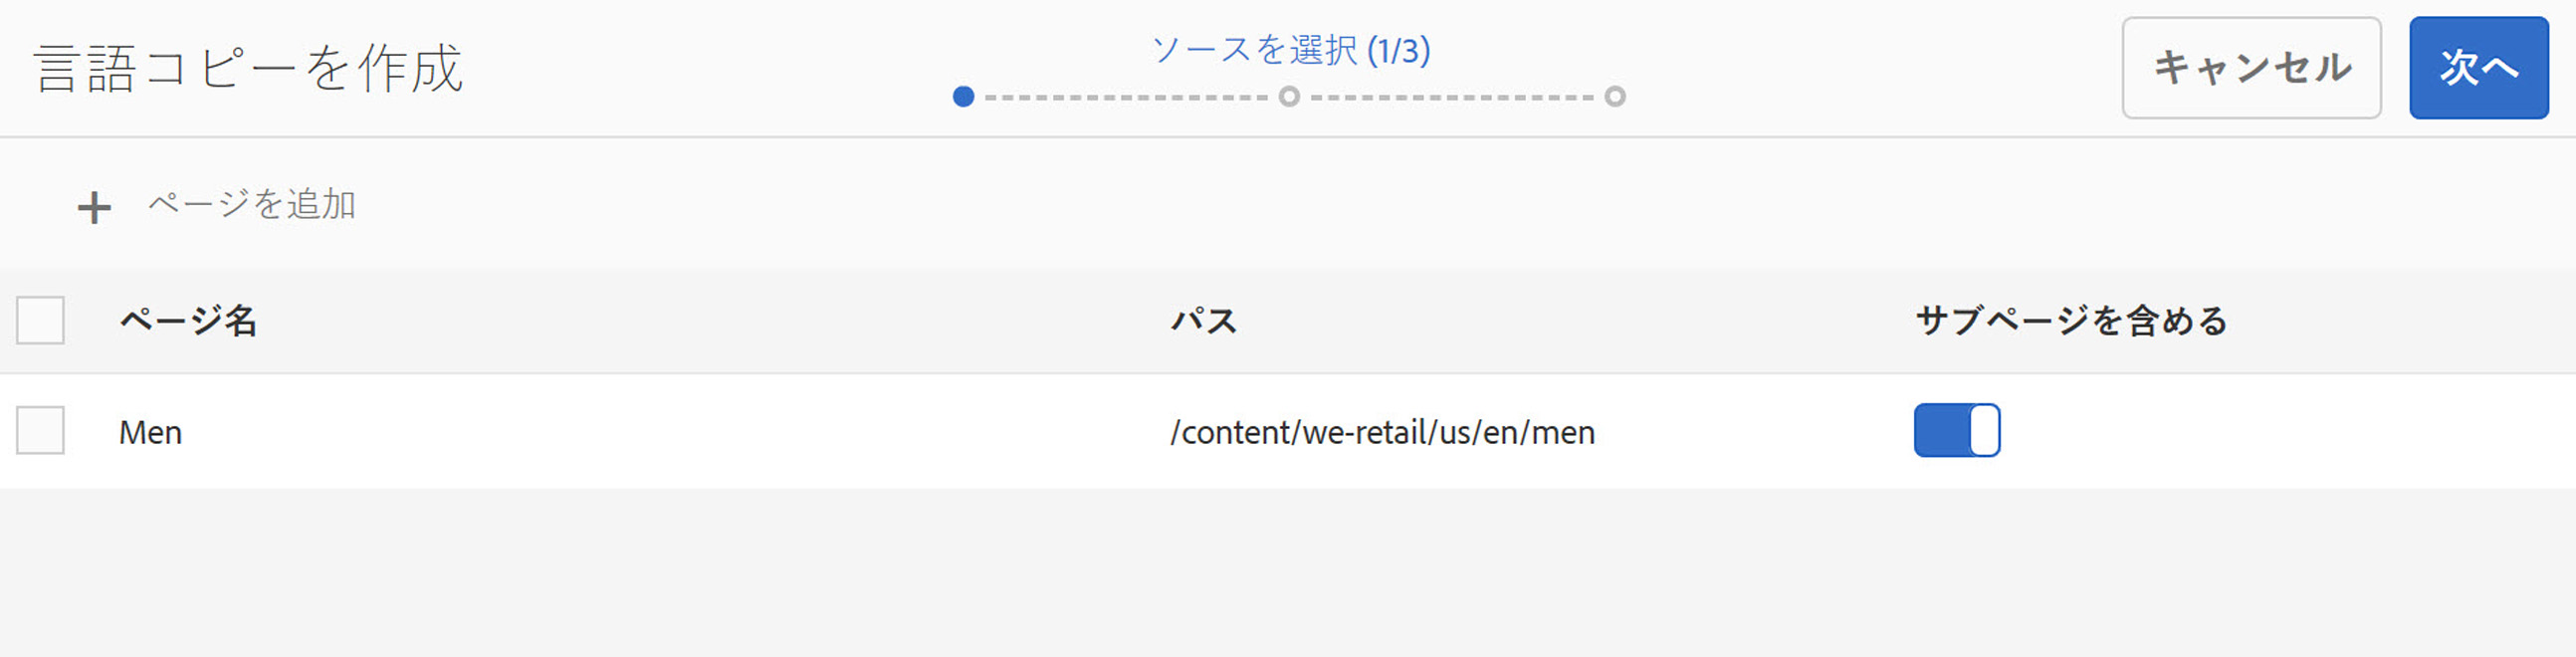 言語コピーを作成
ソースを選択 (1/3)
キャンセル
次へ
ページを追加
ページ名 パス サブページを含める
Men /content/we-retail/us/en/men